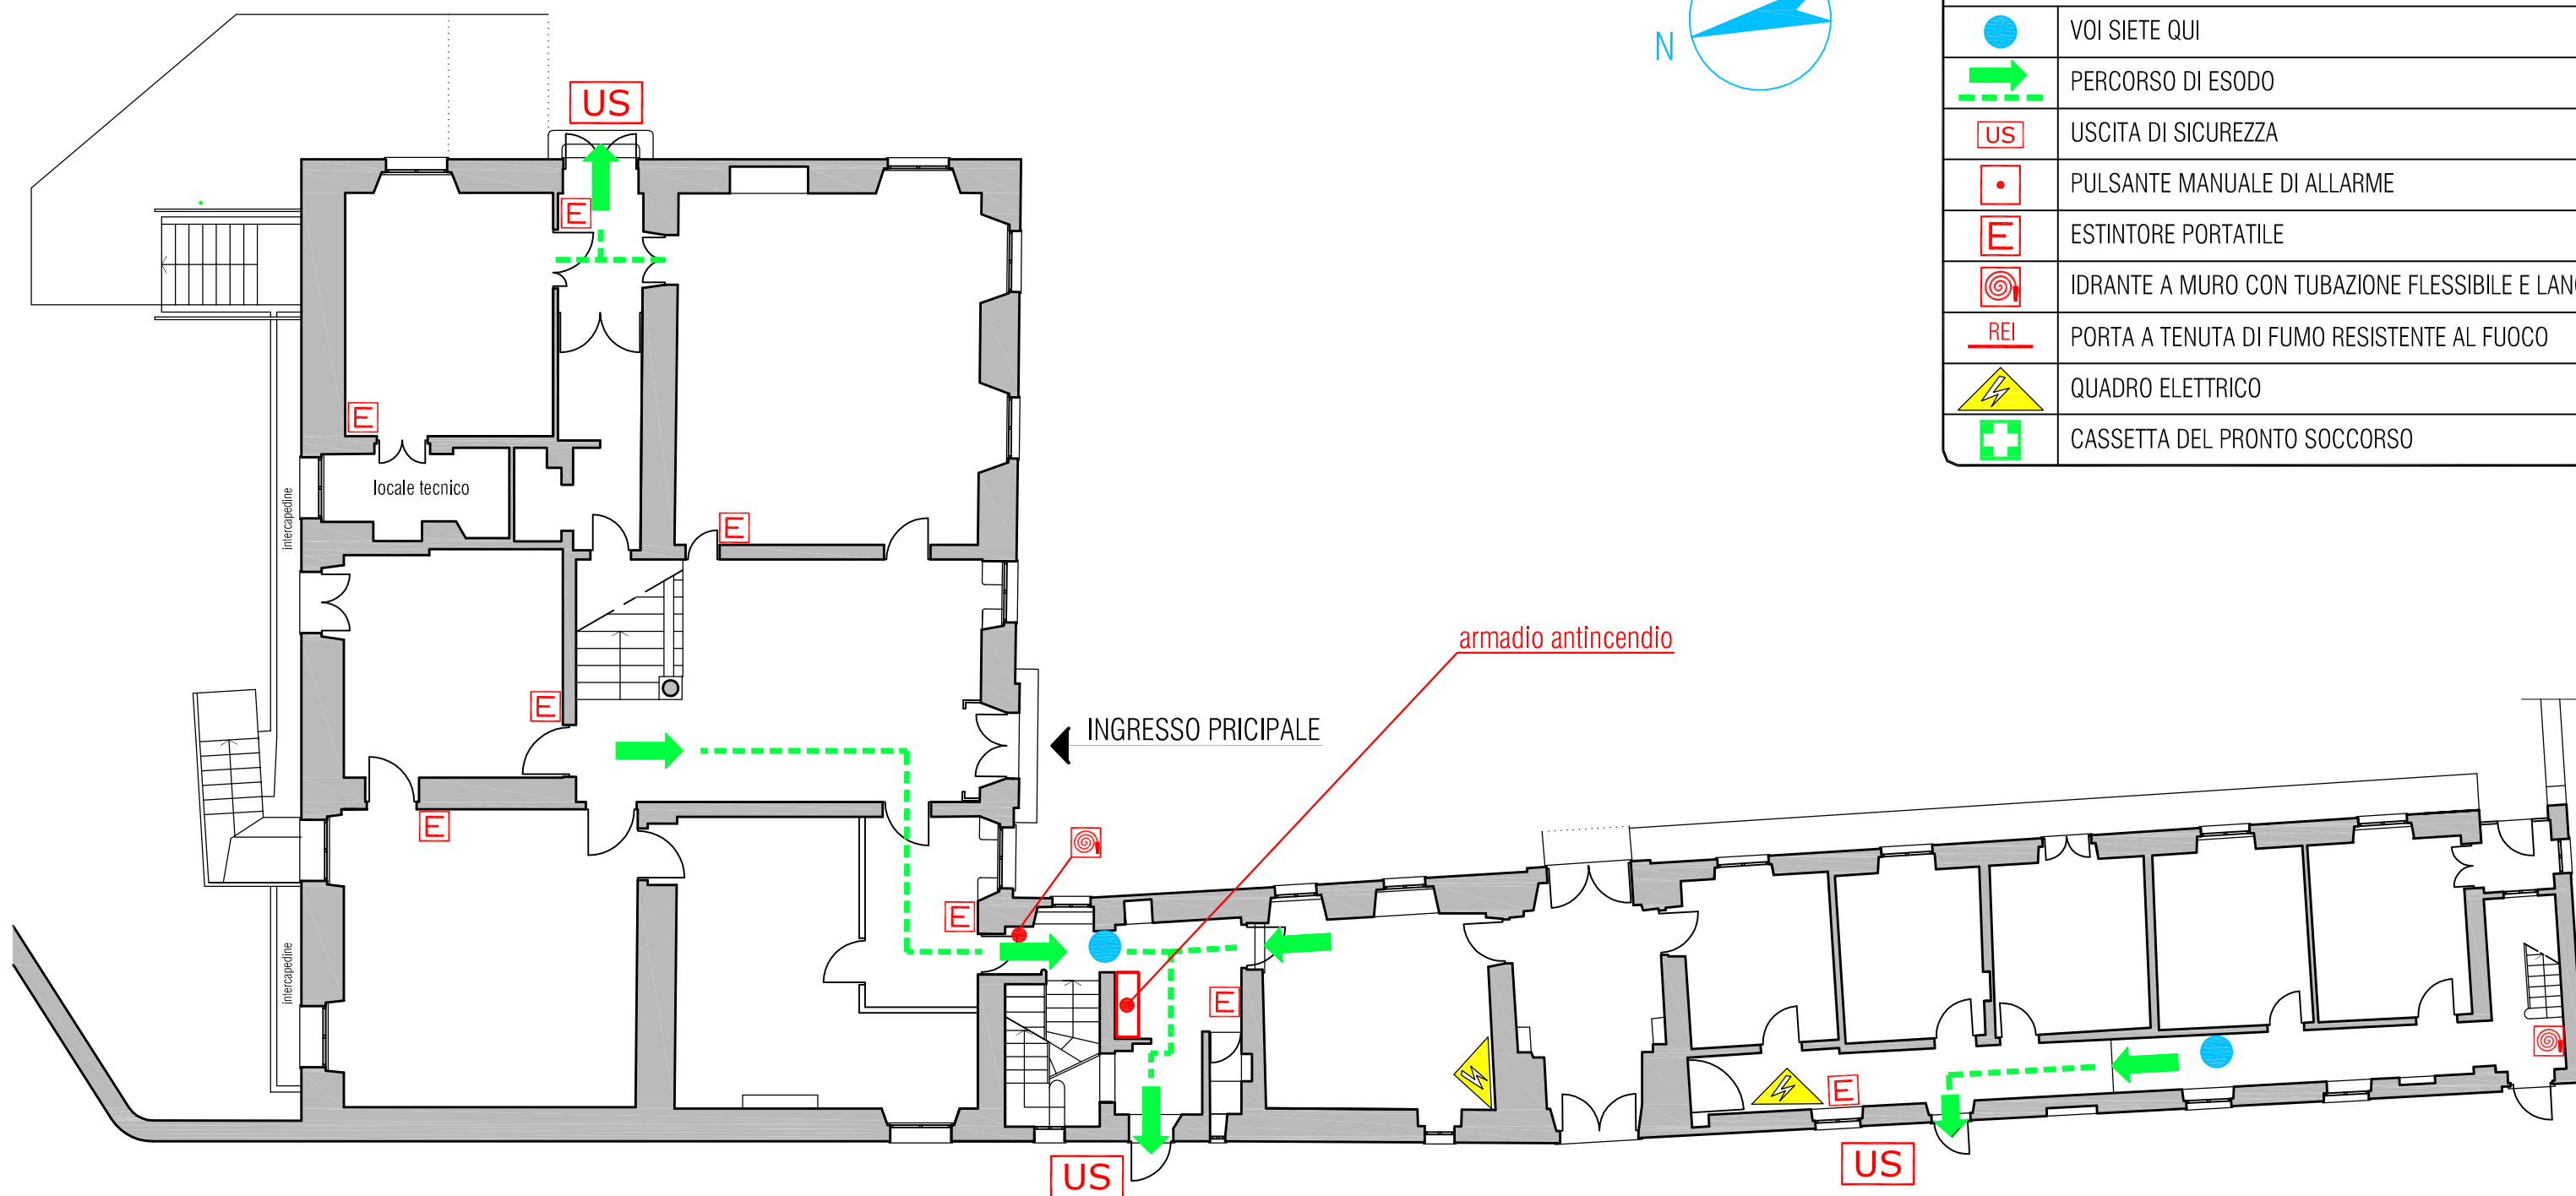 N
VOI SIETE QUI
PERCORSO DI ESODO
US USCITA DI SICUREZZA
PULSANTE MANUALE DI ALLARME
E ESTINTORE PORTATILE
IDRANTE A MURO CON TUBAZIONE FLESSIBILE E
REI PORTA A TENUTA DI FUMO RESISTENTE AL FUOCO
QUADRO ELETTRICO
CASSETTA DEL PRONTO SOCCORSO
US
E
E
locale tecnico
intercapedine
E
armadio antincendio
E
INGRESSO PRICIPALE
E
E
intercapedine
E
E
US
US